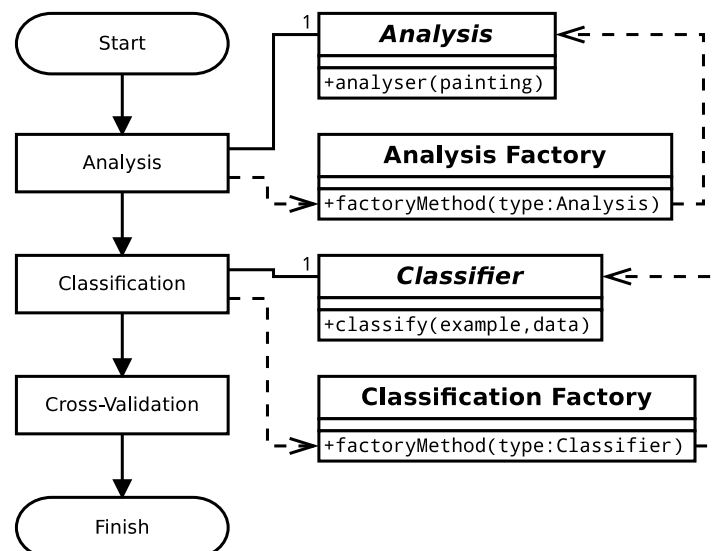 Start
1
Analysis
+analyser(painting)
Analysis
Analysis Factory
+factoryMethod(type:Analysis)
Classification
1
Classifier
+classify(example,data)
Cross-Validation
Classification Factory
+factoryMethod(type:Classifier)
Finish